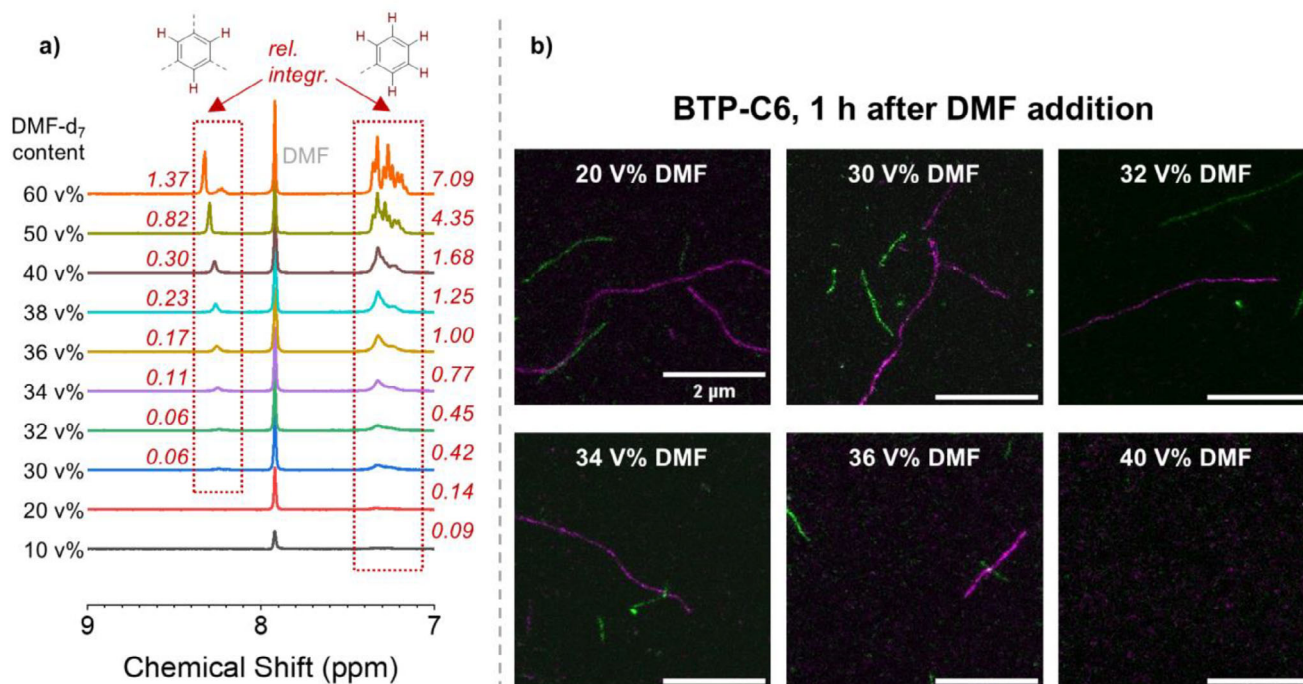 a)
H
H
H
rel.
integr.
H
H
H
H
H
DMF-d₇
content
DMF
60 v%
1.37
7.09
50 v%
0.82
4.35
40 v%
0.30
1.68
38 v%
0.23
1.25
36 v%
0.17
1.00
34 v%
0.11
0.77
32 v%
0.06
0.45
30 v%
0.06
0.42
20 v%
0.14
10 v%
0.09
9
8
7
Chemical Shift (ppm)
b)
BTP-C6, 1 h after DMF addition
20 V% DMF
30 V% DMF
32 V% DMF
2 µm
34 V% DMF
36 V% DMF
40 V% DMF